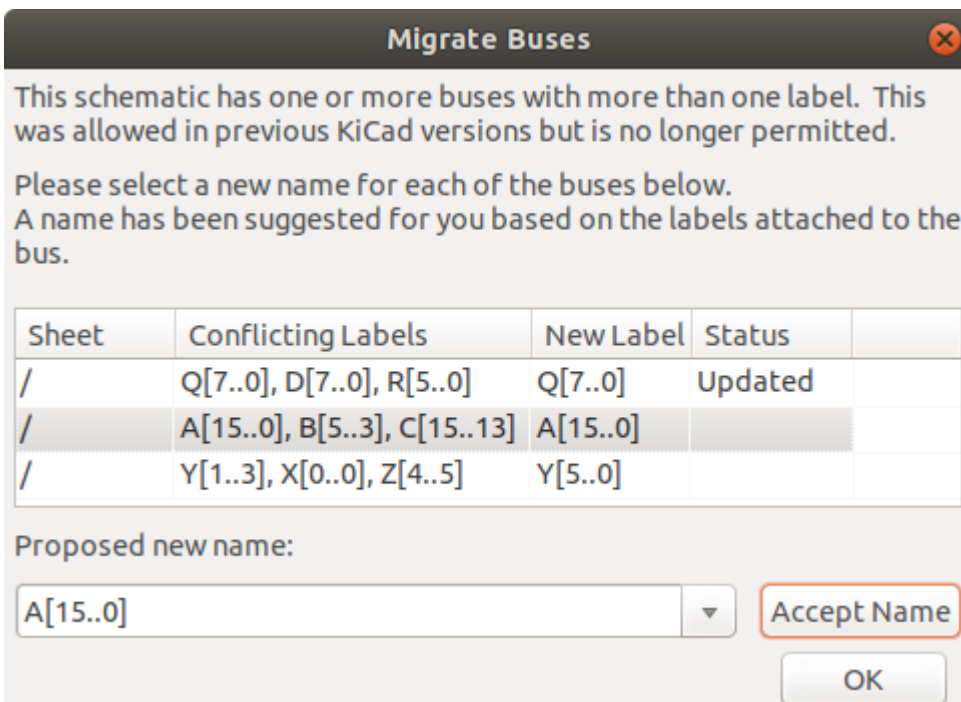 Migrate Buses
This schematic has one or more buses with more than one label. This
was allowed in previous KiCad versions but is no longer permitted.
Please select a new name for each of the buses below.
A name has been suggested for you based on the labels attached to the
bus.
Sheet Conflicting Labels New Label Status
/ Q[7..0], D[7..0], R[5..0] Q[7..0] Updated
/ A[15..0], B[5..3], C[15..13] A[15..0]
/ Y[1..3], X[0..0], Z[4..5] Y[5..0]
Proposed new name:
A[15..0] Accept Name
OK